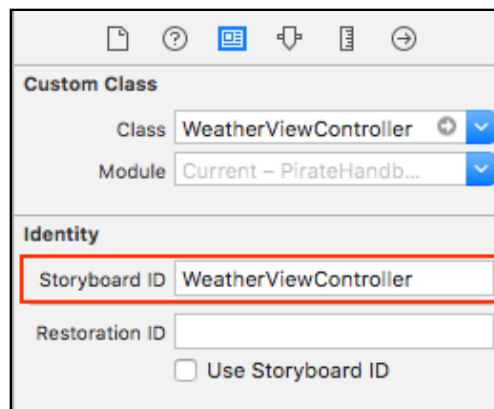 Custom Class
Class WeatherViewController
Module Current – PirateHandb...
Identity
Storyboard ID WeatherViewController
Restoration ID
Use Storyboard ID